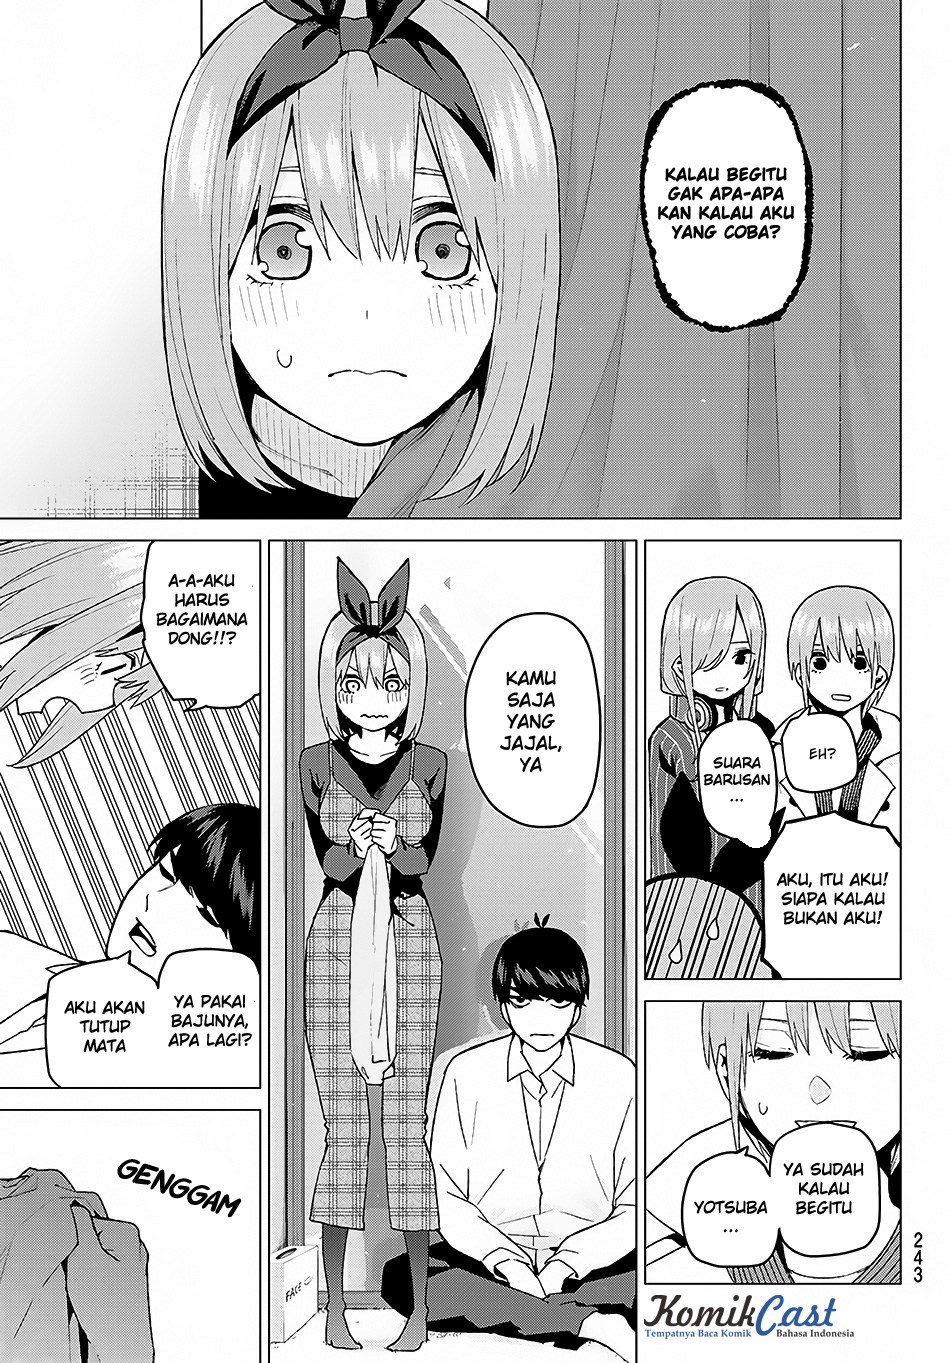 KALAU BEGITU
GAK APA-APA
KAN KALAU AKU
YANG COBA?
EH?
SUARA
BARUSAN
...
AKU, ITU AKU!
SIAPA KALAU
BUKAN AKU!
YA SUDAH
KALAU
BEGITU
YOTSUBA
...
KAMU
SAJA
YANG
JAJAL,
YA
FACE
A-A-AKU
HARUS
BAGAIMANA
DONG!!?
YA PAKAI
BAJUNYA,
APA LAGI?
AKU AKAN
TUTUP
MATA
GENGGAM
243
KomikCast
Tempatnya Baca Komik Bahasa Indonesia